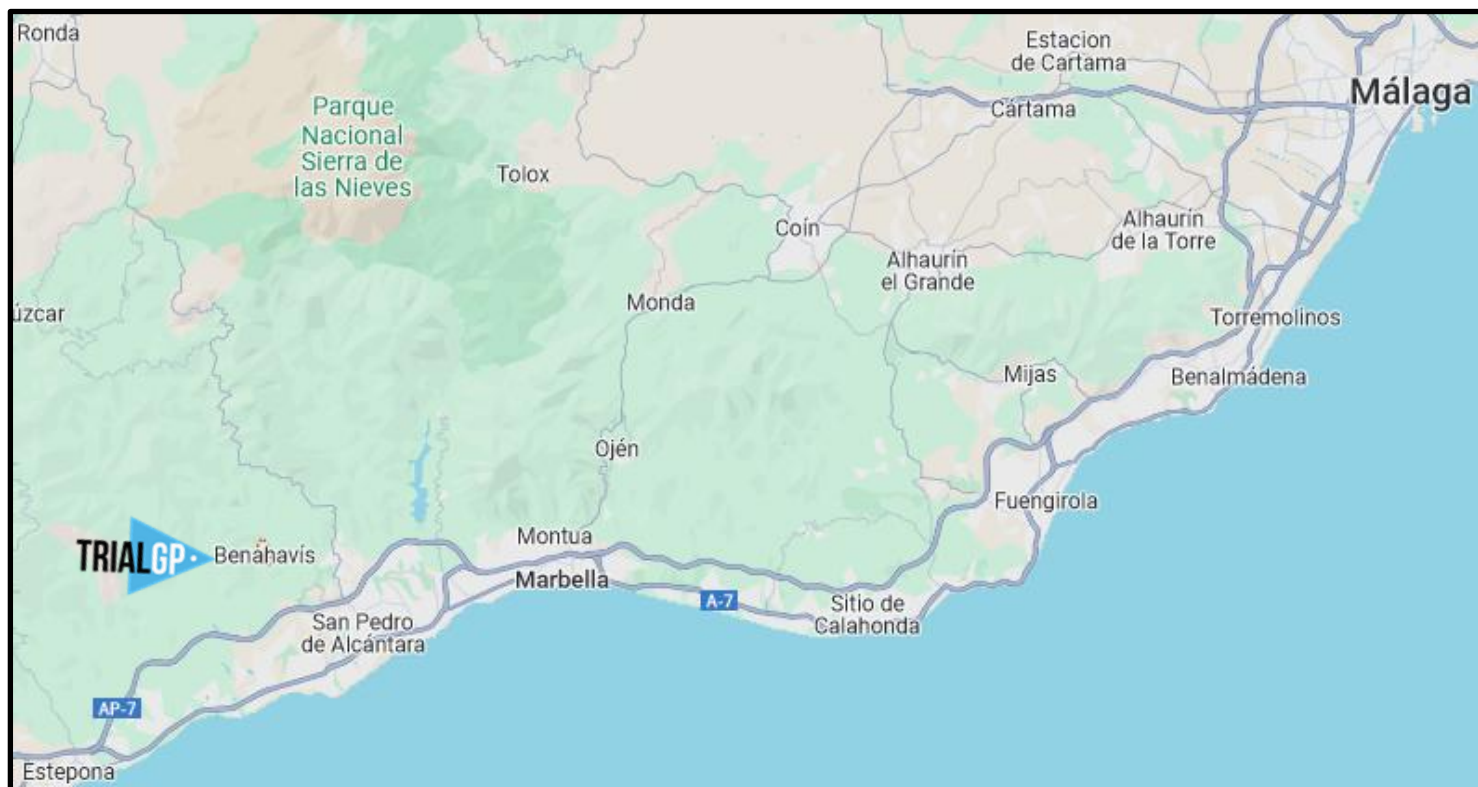 Ronda
Estacion
de Cartama
Málaga
Parque
Nacional
Sierra de
las Nieves
Cártama
Tolox
Coín
Alhaurín
de la Torre
Alhaurín
el Grande
Monda
úzcar
Torremolinos
Mijas
Benalmádena
Ojén
Fuengirola
Montua
TRIALGP
Benahavís
Marbella
A-7
Sitio de
Calahonda
San Pedro
de Alcántara
AP-7
Estepona